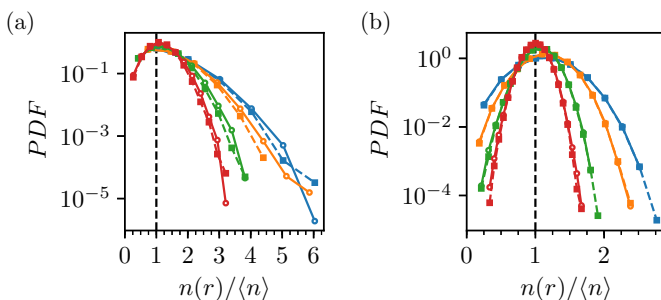 (a)
(b)
PDF
10^{-1}
10^{-3}
10^{-5}
0 1 2 3 4 5 6
n(r)/⟨n⟩
PDF
10^{0}
10^{-2}
10^{-4}
0 1 2
n(r)/⟨n⟩